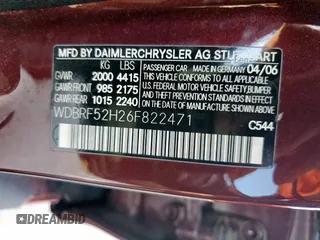 MFD. BY DAIMLERCHRYSLER AG STUTTGART
KG LBS
PASSENGER CAR MADE IN GERMANY 04/06
GVWR 2000 4415
GAWR FRONT 985 2175
GAWR REAR 1015 2240
THIS VEHICLE CONFORMS TO ALL APPLICABLE
U.S. FEDERAL MOTOR VEHICLE SAFETY, BUMPER,
AND THEFT PREVENTION STANDARDS IN EFFECT
ON THE DATE OF MANUFACTURE SHOWN ABOVE.
WDBRF52H26F822471
C544
DREAMBID